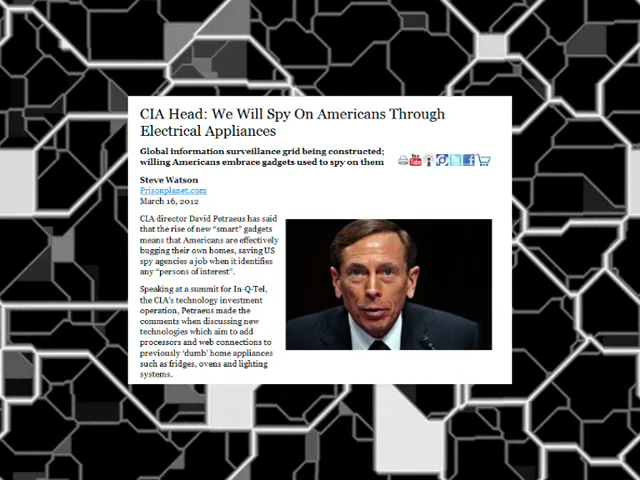 CIA Head: We Will Spy On Americans Through
Electrical Appliances
Global information surveillance grid being constructed;
willing Americans embrace gadgets used to spy on them
Steve Watson
Prisonplanet.com
March 16, 2012
CIA director David Petraeus has said
that the rise of new “smart” gadgets
means that Americans are effectively
bugging their own homes, saving US
spy agencies a job when it identifies
any “persons of interest”.
Speaking at a summit for In-Q-Tel,
the CIA’s technology investment
operation, Petraeus made the
comments when discussing new
technologies which aim to add
processors and web connections to
previously ‘dumb’ home appliances
such as fridges, ovens and lighting
systems.